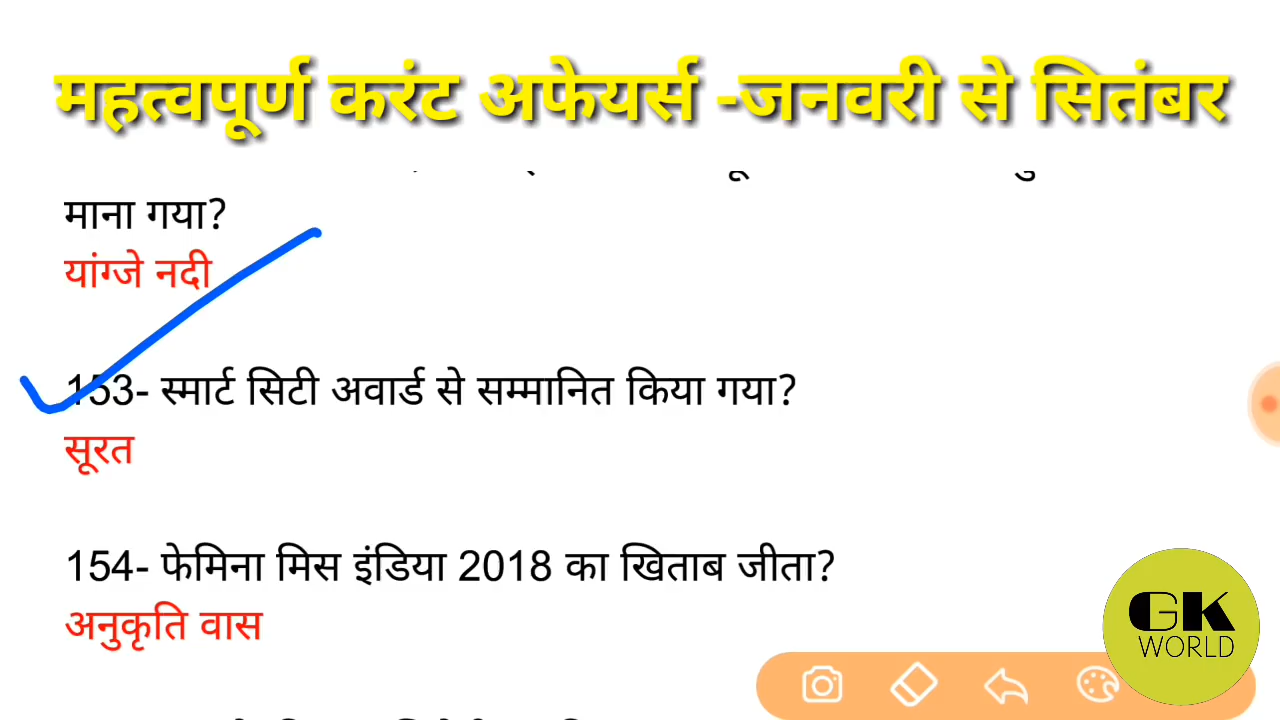 महत्वपूर्ण करंट अफेयर्स -जनवरी से सितंबर
माना गया?
यांग्जे नदी
153- स्मार्ट सिटी अवार्ड से सम्मानित किया गया?
सूरत
154- फेमिना मिस इंडिया 2018 का खिताब जीता?
अनुकृति वास
GK
WORLD